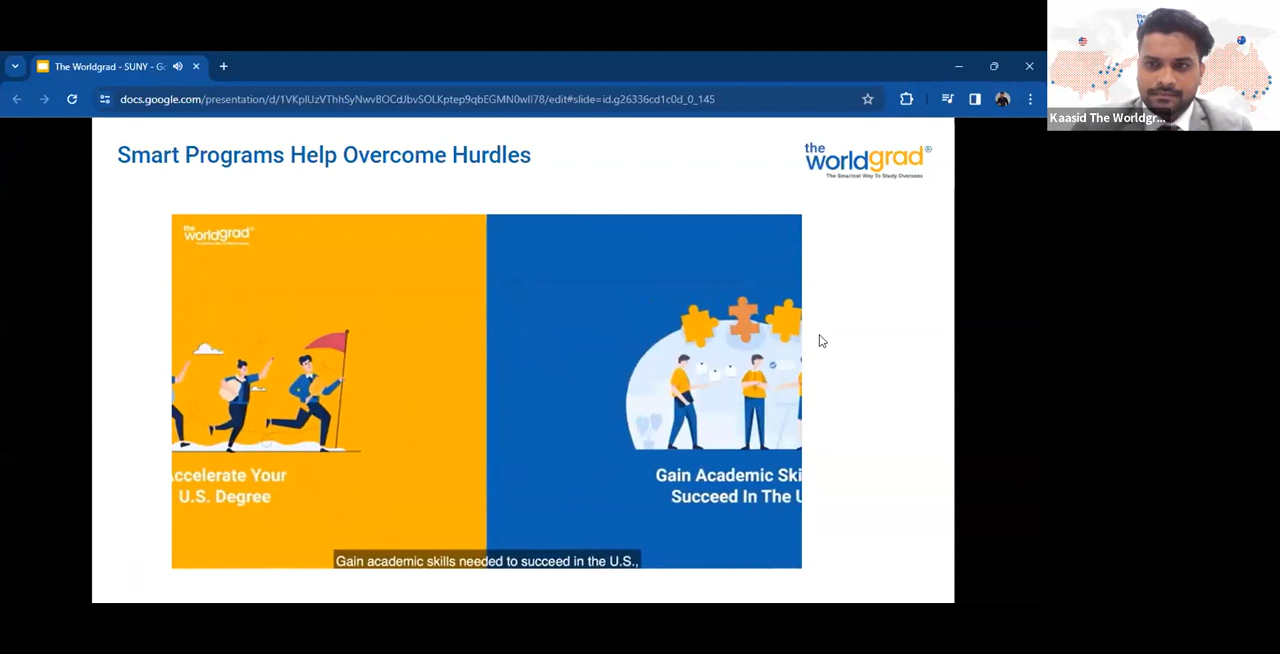 The Worldgrad - SUNY - Go
docs.google.com/presentation/d/1VKplUzVThhSyNwvBOCdJbvSOLKptep9qbEGMN0wIi78/edit#slide=id.g26336cd1c0d_0_145
Kaasid The Worldgr...
Smart Programs Help Overcome Hurdles
the
worldgrad®
The Smartest Way To Study Overseas
the
worldgrad
ccelerate Your
U.S. Degree
Gain Academic Ski
Succeed In The U
Gain academic skills needed to succeed in the U.S.,